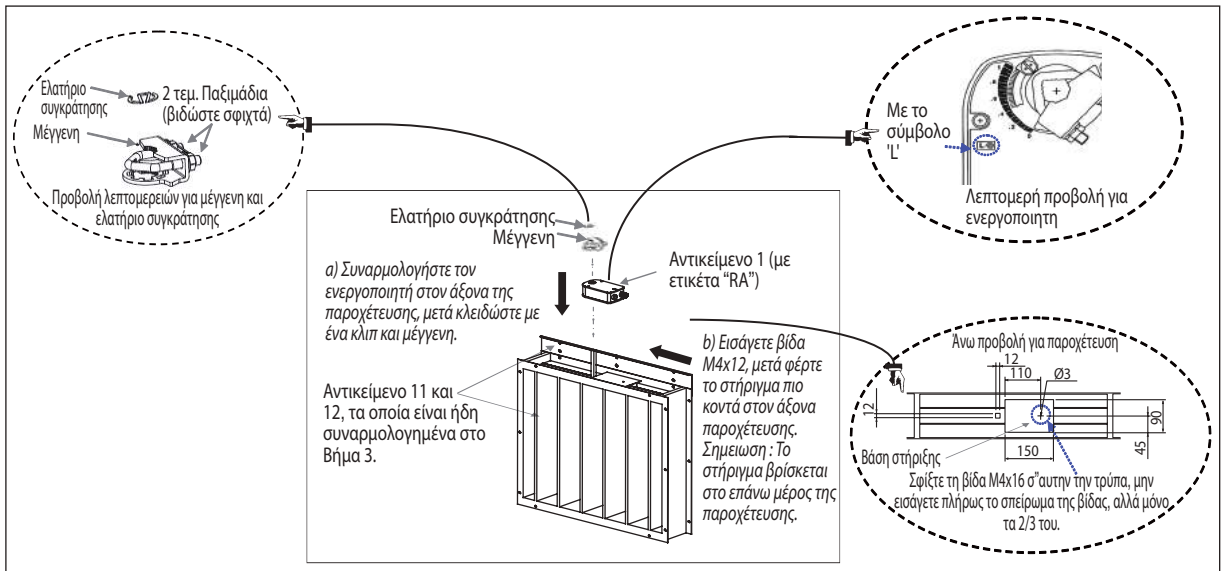 Ελατήριο
συγκράτησης
2 τεμ. Παξιμάδια
(βιδώστε σφιχτά)
Μέγγενη
Προβολή λεπτομερειών για μέγγενη και
ελατήριο συγκράτησης
Με το
σύμβολο
'L'
L
Λεπτομερή προβολή για
ενεργοποιητη
Ελατήριο συγκράτησης
Μέγγενη
Αντικείμενο 1 (με
ετικέτα “RA”)
a) Συναρμολογήστε τον
ενεργοποιητή στον άξονα της
παροχέτευσης, μετά κλειδώστε με
ένα κλιπ και μέγγενη.
Αντικείμενο 11 και
12, τα οποία είναι ήδη
συναρμολογημένα στο
Βήμα 3.
b) Εισάγετε βίδα
M4x12, μετά φέρτε
το στήριγμα πιο
κοντά στον άξονα
παροχέτευσης.
Σημειωση : Το
στήριγμα βρίσκεται
στο επάνω μέρος της
παροχέτευσης.
Άνω προβολή για παροχέτευση
12
110
Ø3
12
90
45
150
Βάση στήριξης
Σφίξτε τη βίδα M4x16 σ"αυτην την τρύπα, μην
εισάγετε πλήρως το σπείρωμα της βίδας, αλλά μόνο
τα 2/3 του.